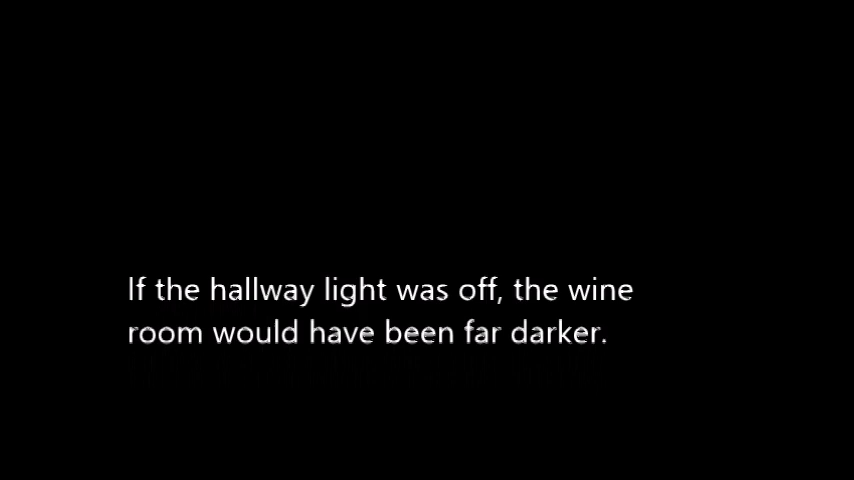 If the hallway light was off, the wine
room would have been far darker.